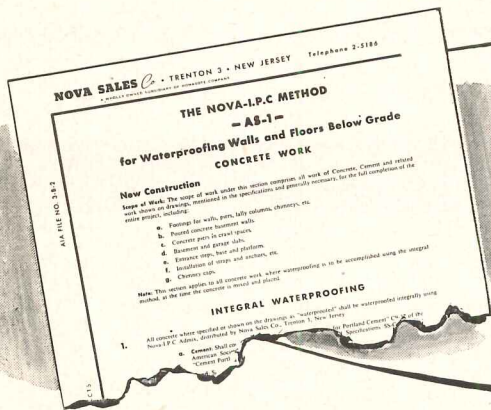 NOVA SALES Co. • TRENTON 3 • NEW JERSEY Telephone 2-5186
A WHOLLY OWNED SUBSIDIARY OF HOMASOTE COMPANY
THE NOVA-I.P.C METHOD
— AS-1 —
for Waterproofing Walls and Floors Below Grade
CONCRETE WORK
AIA FILE NO. 3-B-2
New Construction
Scope of Work: The scope of work under this section comprises all work of Concrete, Cement and related
work shown on drawings, mentioned in the specifications and generally necessary, for the full completion of the
entire project, including:
a. Footings for walls, piers, lally columns, chimneys, etc.
b. Poured concrete basement walls.
c. Concrete piers in crawl spaces.
d. Basement and garage slabs.
e. Entrance steps, base and platform.
f. Installation of straps and anchors, etc.
g. Chimney caps.
Note: This section applies to all concrete work where waterproofing is to be accomplished using the integral
method, at the time the concrete is mixed and placed.
INTEGRAL WATERPROOFING
1. All concrete where specified or shown on the drawings as "waterproofed" shall be waterproofed integrally using
Nova-I.P.C Admix, distributed by Nova Sales Co., Trenton 3, New Jersey.
a. Cement: Shall for Portland Cement" of the
American Specifications.
"Cement